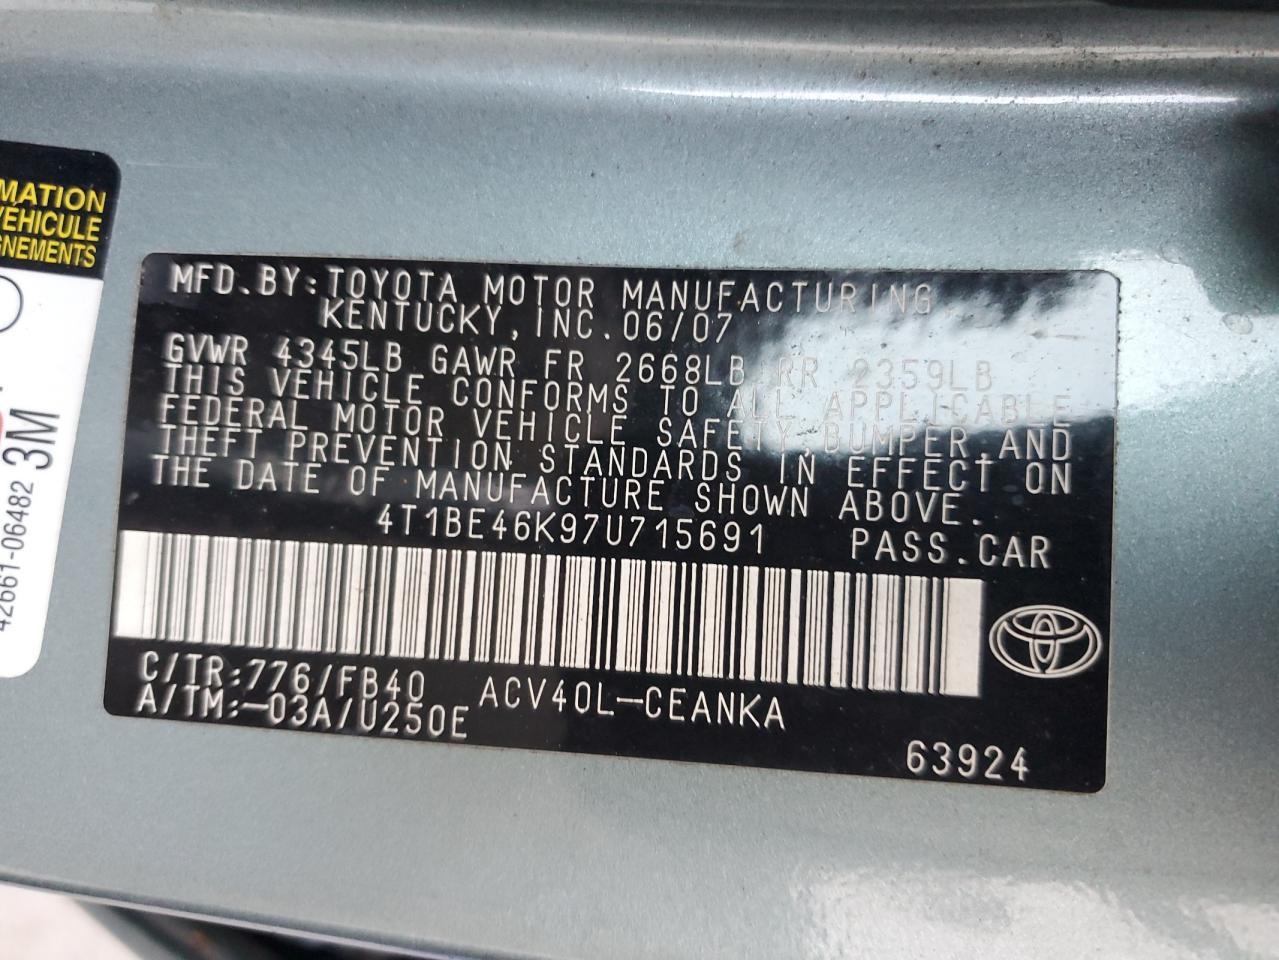 MATION
VÉHICULE
GNEMENTS
42661-06482 3M
MFD.BY:TOYOTA MOTOR MANUFACTURING
KENTUCKY, INC. 06/07
GVWR 4345LB GAWR FR 2668LB RR 2359LB
THIS VEHICLE CONFORMS TO ALL APPLICABLE
FEDERAL MOTOR VEHICLE SAFETY, BUMPER, AND
THEFT PREVENTION STANDARDS IN EFFECT ON
THE DATE OF MANUFACTURE SHOWN ABOVE.
4T1BE46K97U715691 PASS.CAR
C/TR:776/FB40 ACV40L-CEANKA
A/TM:-03A/U250E
63924